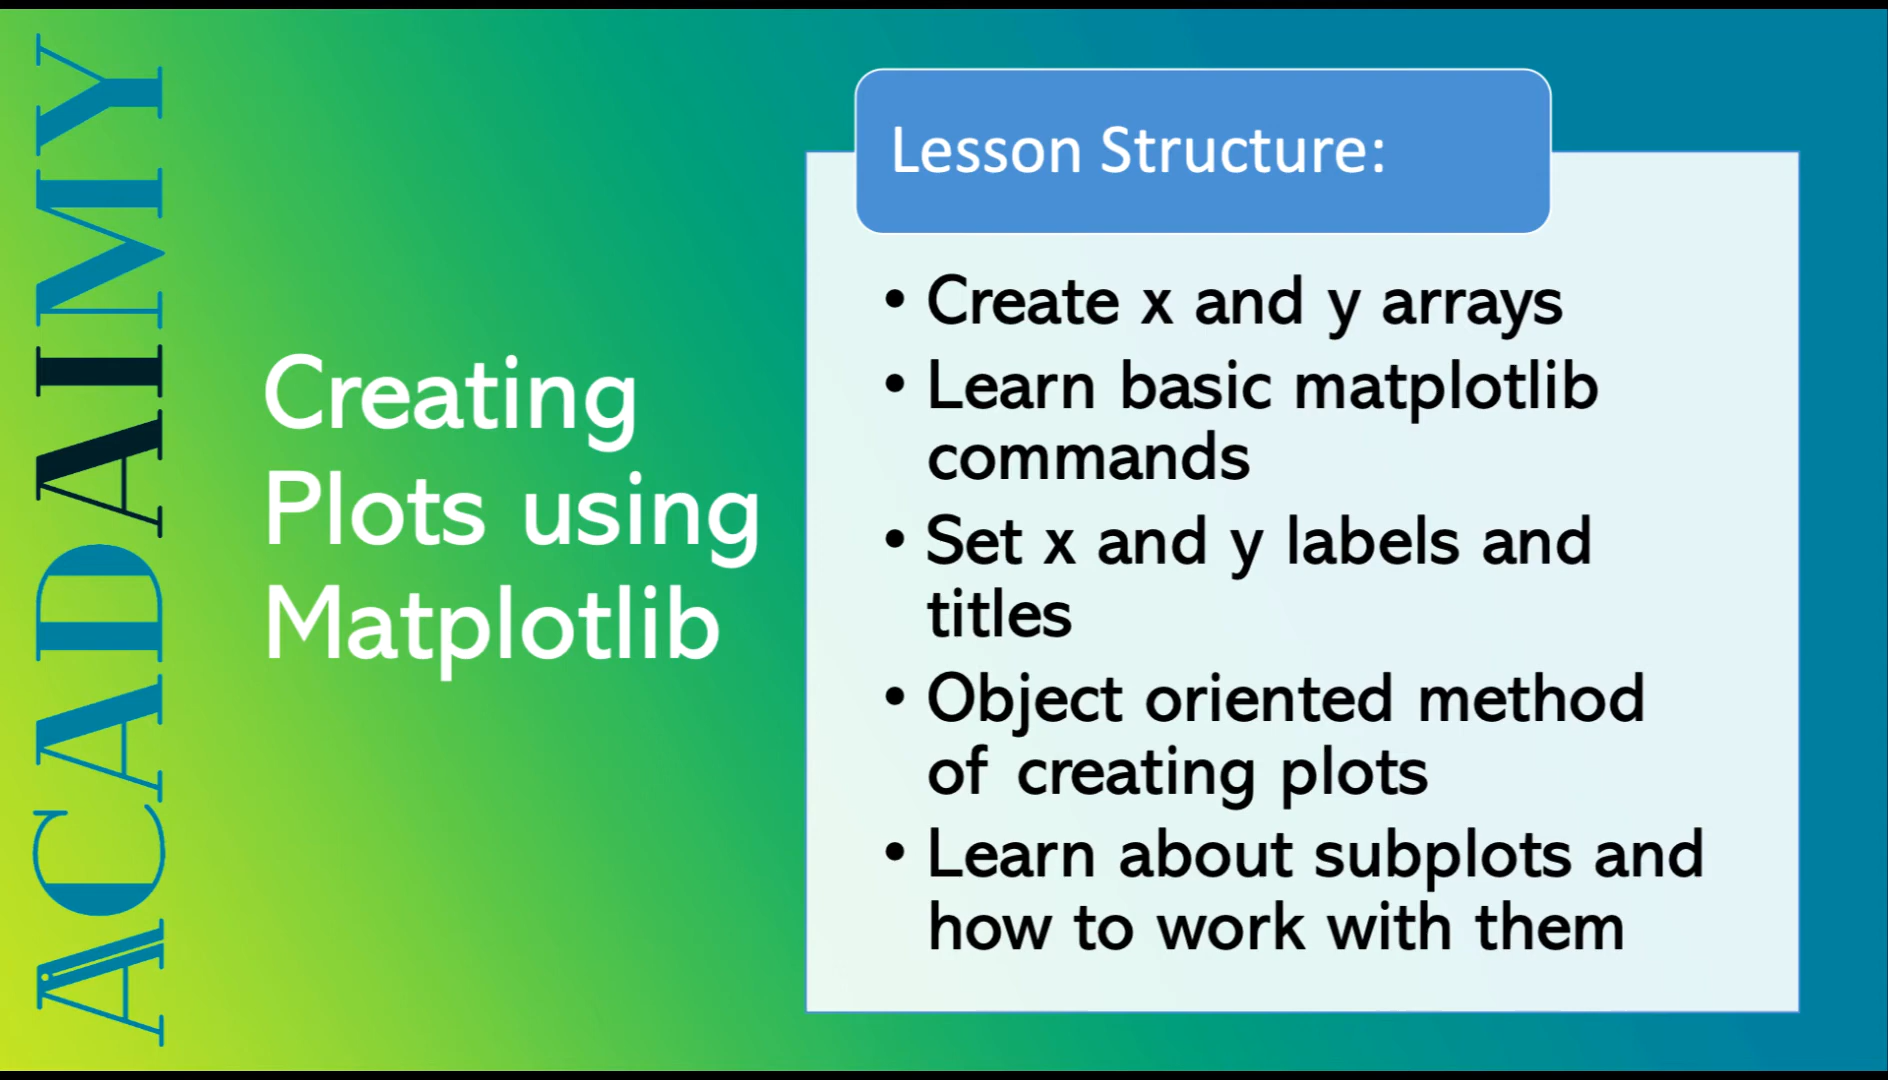 ACADAIMY
Creating
Plots using
Matplotlib
Lesson Structure:
• Create x and y arrays
• Learn basic matplotlib
commands
• Set x and y labels and
titles
• Object oriented method
of creating plots
• Learn about subplots and
how to work with them